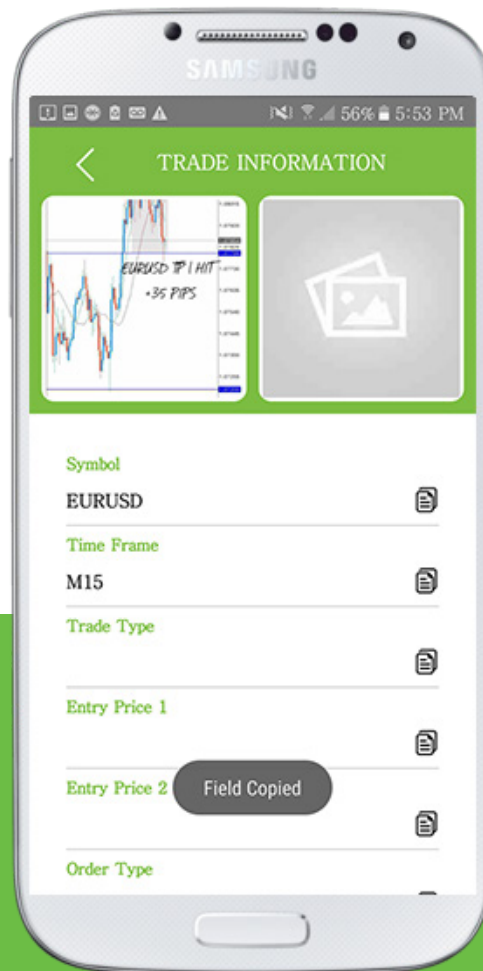 SAMSUNG
56% 5:53 PM
TRADE INFORMATION
EURUSD TP1 HIT
+35 PIPS
Symbol
EURUSD
Time Frame
M15
Trade Type
Entry Price 1
Entry Price 2
Field Copied
Order Type